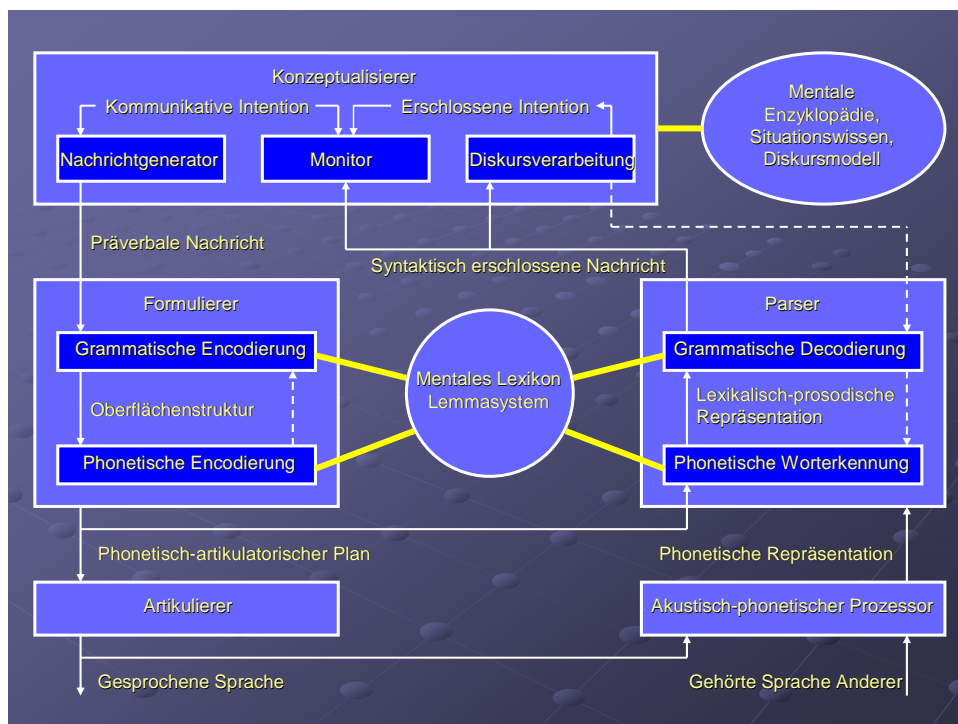 Konzeptualisierer
Kommunikative Intention
Erschlossene Intention
Nachrichtgenerator
Monitor
Diskursverarbeitung
Mentale
Enzyklopädie,
Situationswissen,
Diskursmodell
Präverbale Nachricht
Syntaktisch erschlossene Nachricht
Formulierer
Grammatische Encodierung
Oberflächenstruktur
Phonetische Encodierung
Mentales Lexikon
Lemmasystem
Parser
Grammatische Decodierung
Lexikalisch-prosodische
Repräsentation
Phonetische Worterkennung
Phonetisch-artikulatorischer Plan
Phonetische Repräsentation
Artikulierer
Akustisch-phonetischer Prozessor
Gesprochene Sprache
Gehörte Sprache Anderer